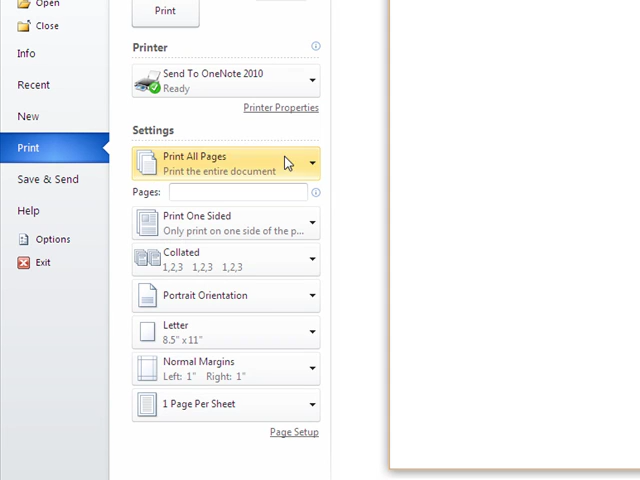 Open
Close
Info
Recent
New
Print
Save & Send
Help
Options
Exit
Print
Printer
Send To OneNote 2010
Ready
Printer Properties
Settings
Print All Pages
Print the entire document
Pages:
Print One Sided
Only print on one side of the p...
Collated
1,2,3 1,2,3 1,2,3
Portrait Orientation
Letter
8.5" x 11"
Normal Margins
Left: 1" Right: 1"
1 Page Per Sheet
Page Setup